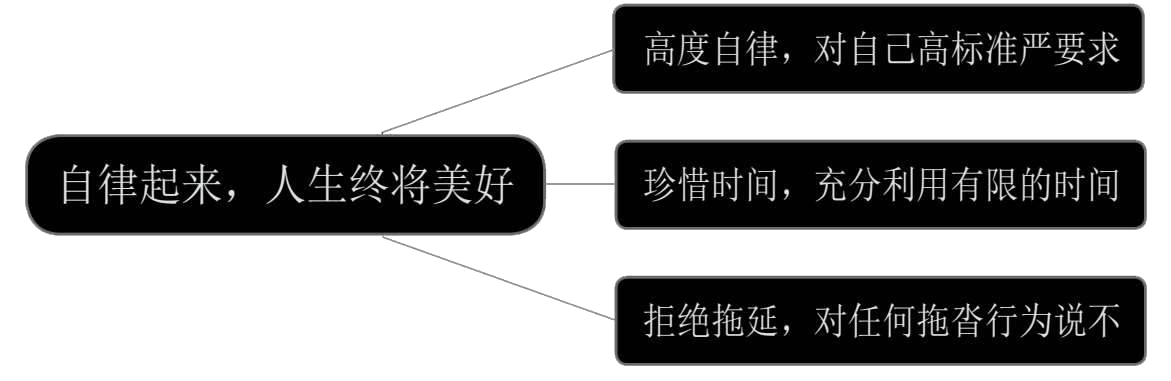 自律起来，人生终将美好
高度自律，对自己高标准严要求
珍惜时间，充分利用有限的时间
拒绝拖延，对任何拖沓行为说不